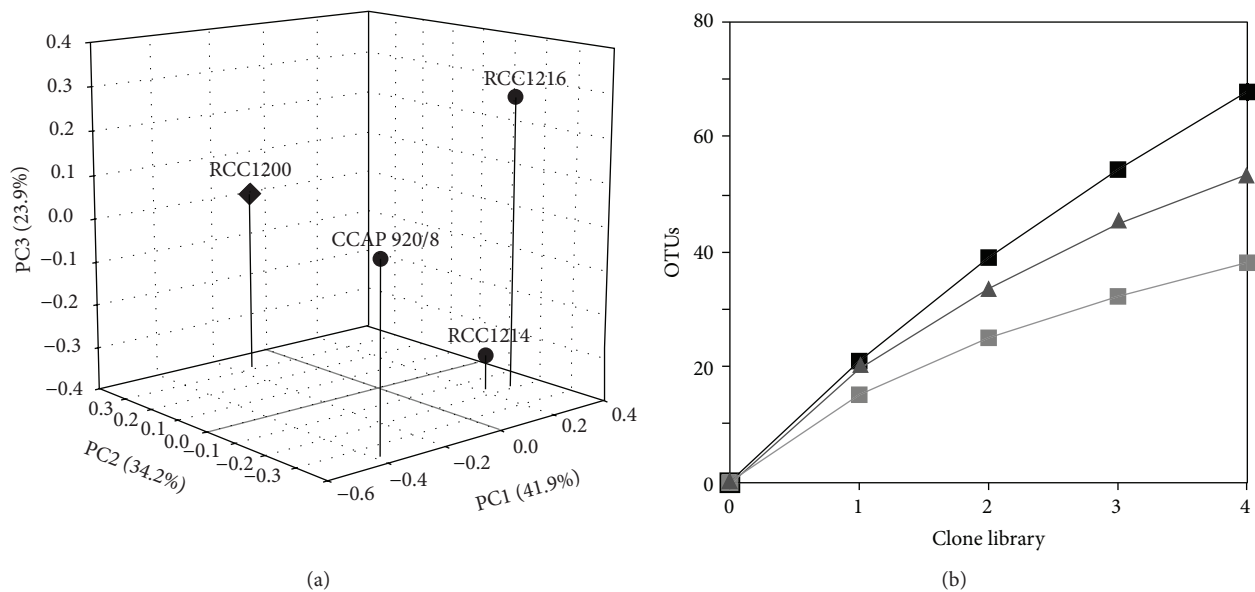 0.4
0.3
0.2
0.1
0.0
−0.1
−0.2
−0.3
−0.4
PC3 (23.9%)
RCC1216
RCC1200
CCAP 920/8
RCC1214
0.3
0.2
0.1
0.0
−0.1
−0.2
−0.3
PC2 (34.2%)
−0.6
−0.4
−0.2
0.0
0.2
0.4
PC1 (41.9%)
(a)
80
60
40
20
0
OTUs
0 1 2 3 4
Clone library
(b)